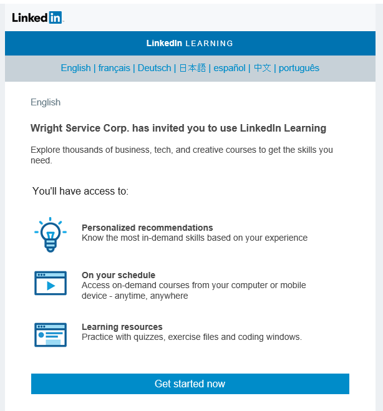 LinkedIn
LinkedIn LEARNING
English | français | Deutsch | 日本語 | español | 中文 | português
English
Wright Service Corp. has invited you to use LinkedIn Learning
Explore thousands of business, tech, and creative courses to get the skills you
need.
You'll have access to:
Personalized recommendations
Know the most in-demand skills based on your experience
On your schedule
Access on-demand courses from your computer or mobile
device - anytime, anywhere
Learning resources
Practice with quizzes, exercise files and coding windows.
Get started now